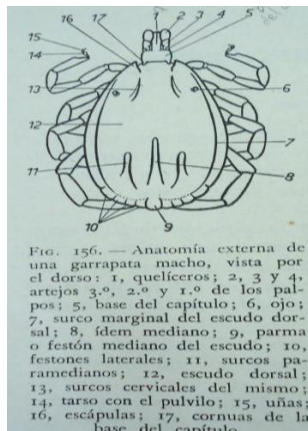 16 17 1 2 3 4 5
15
14
13
6
12
7
11
8
10
9
FIG. 156. — Anatomía externa de
una garrapata macho, vista por
el dorso: 1, quelíceros; 2, 3 y 4,
artejos 3.º, 2.º y 1.º de los pal-
pos; 5, base del capítulo; 6, ojo;
7, surco marginal del escudo dor-
sal; 8, ídem mediano; 9, parma
o festón mediano del escudo; 10,
festones laterales; 11, surcos pa-
ramedianos; 12, escudo dorsal;
13, surcos cervicales del mismo;
14, tarso con el pulvilo; 15, uñas;
16, escápulas; 17, cornuas de la
base del capítulo